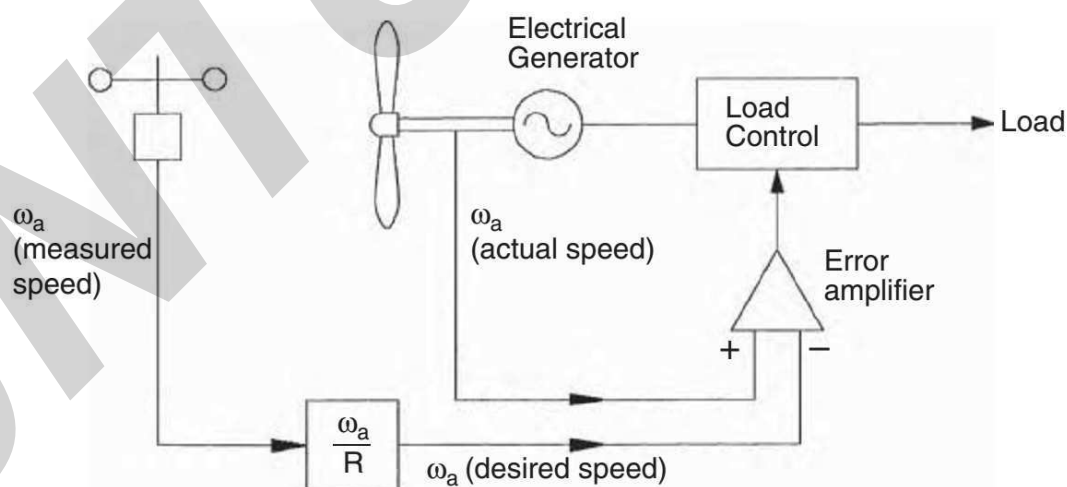 Electrical
Generator
Load
Control
Load
ωₐ
(measured
speed)
ωₐ
(actual speed)
Error
amplifier
+ −
ωₐ
R
ωₐ (desired speed)